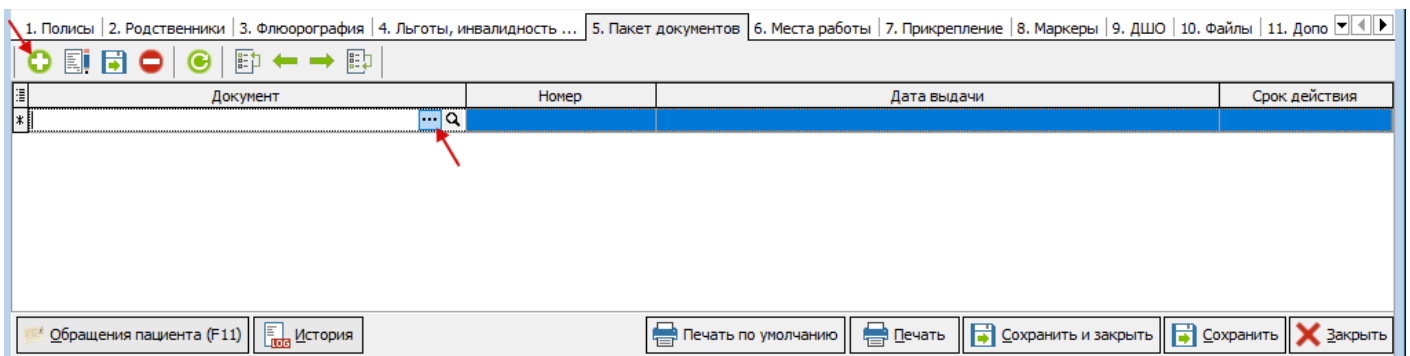 1. Полисы 2. Родственники 3. Флюорография 4. Льготы, инвалидность ... 5. Пакет документов 6. Места работы 7. Прикрепление 8. Маркеры 9. ДШО 10. Файлы 11. Допо
Документ Номер Дата выдачи Срок действия
*
Обращения пациента (F11) LOG История Печать по умолчанию Печать Сохранить и закрыть Сохранить Закрыть